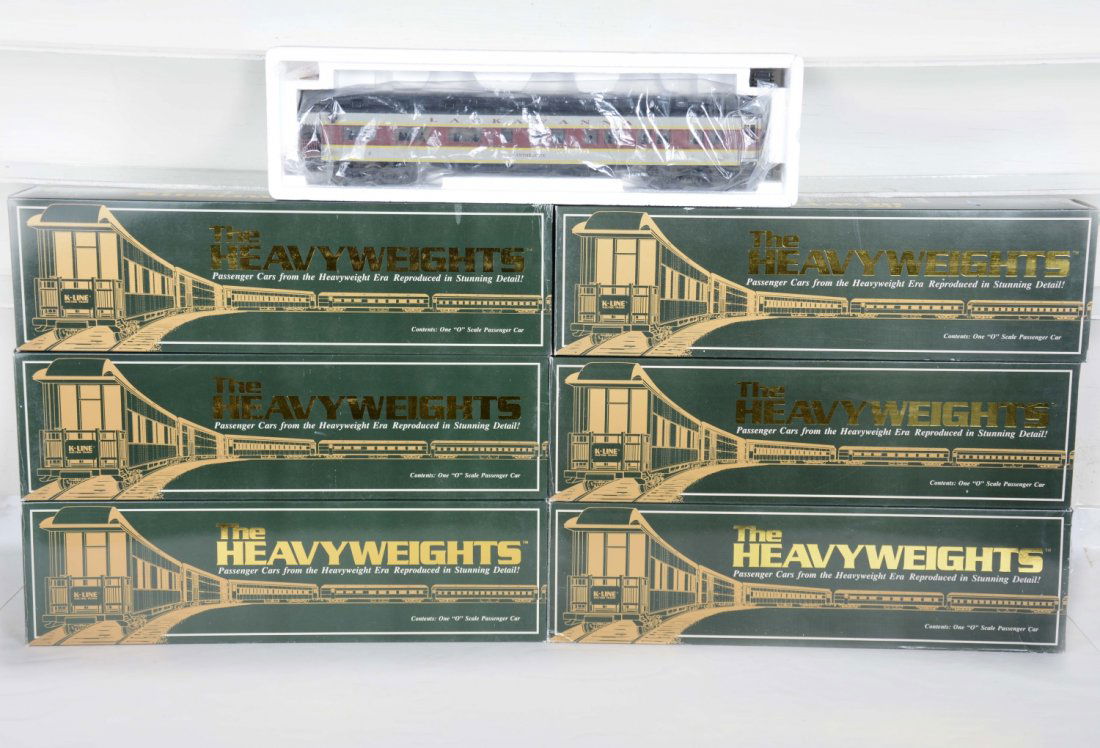 LACKAWANNA
The
HEAVYWEIGHTS™
Passenger Cars from the Heavyweight Era Reproduced in Stunning Detail!
K-LINE
Contents: One "O" Scale Passenger Car
The
HEAVYWEIGHTS™
Passenger Cars from the Heavyweight Era Reproduced in Stunning Detail!
K-LINE
Contents: One "O" Scale Passenger Car
The
HEAVYWEIGHTS
Passenger Cars from the Heavyweight Era Reproduced in Stunning Detail!
K-LINE
Contents: One "O" Scale Passenger Car
The
HEAVYWEIGHTS
Passenger Cars from the Heavyweight Era Reproduced in Stunning Detail!
K-LINE
Contents: One "O" Scale Passenger Car
The
HEAVYWEIGHTS™
Passenger Cars from the Heavyweight Era Reproduced in Stunning Detail!
K-LINE
Contents: One "O" Scale Passenger Car
The
HEAVYWEIGHTS™
Passenger Cars from the Heavyweight Era Reproduced in Stunning Detail!
K-LINE
Contents: One "O" Scale Passenger Car